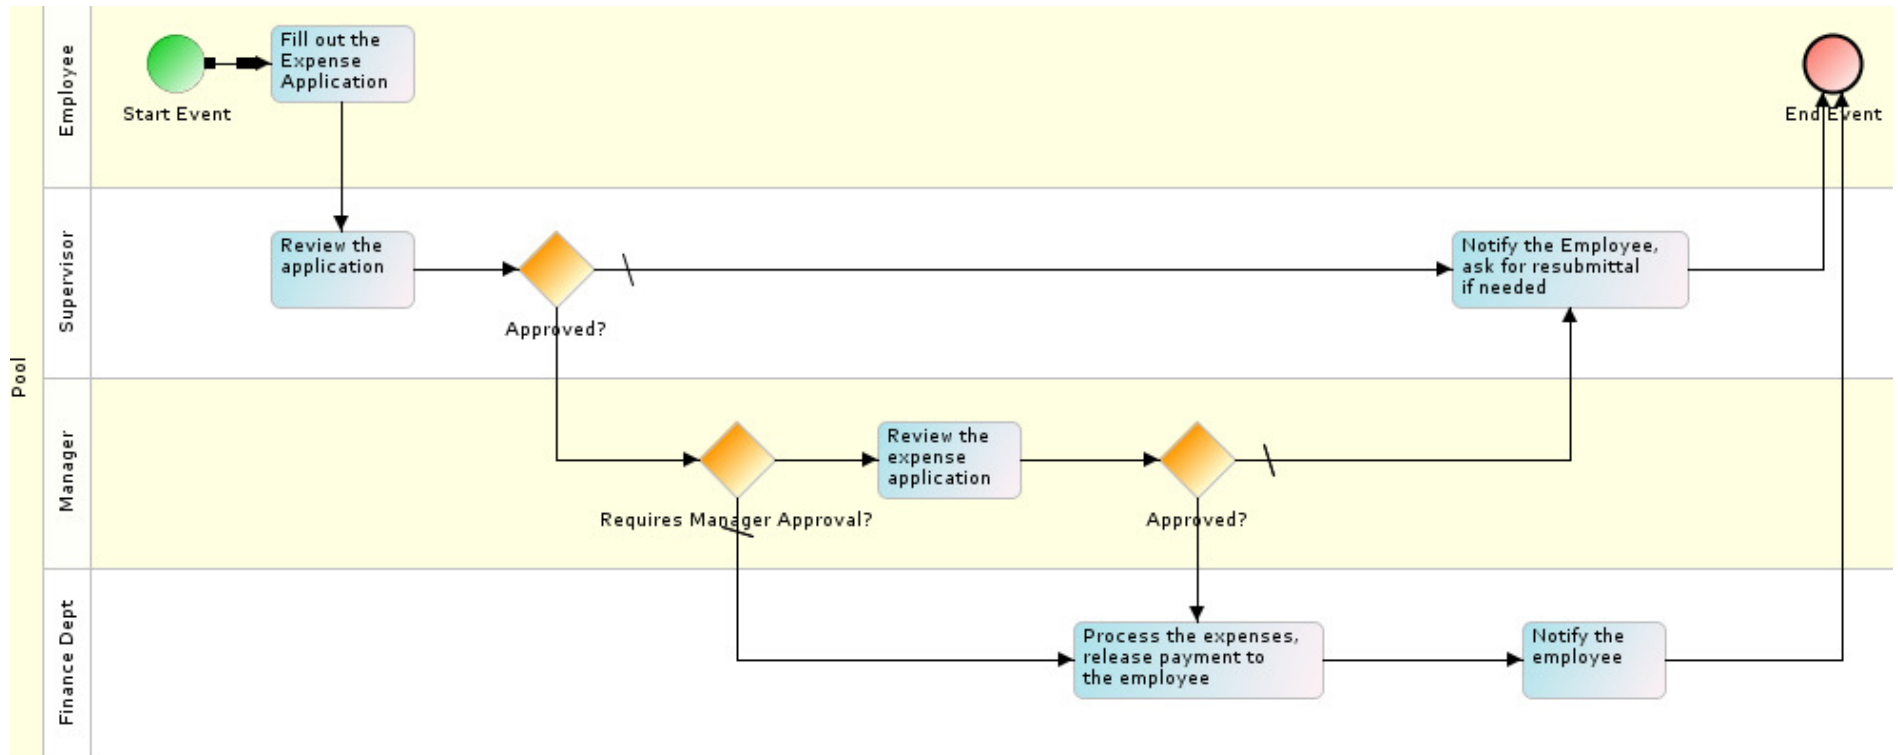 Pool
Employee
Start Event
Fill out the
Expense
Application
End Event
Supervisor
Review the
application
Approved?
Notify the Employee,
ask for resubmittal
if needed
Manager
Requires Manager Approval?
Review the
expense
application
Approved?
Finance Dept
Process the expenses,
release payment to
the employee
Notify the
employee